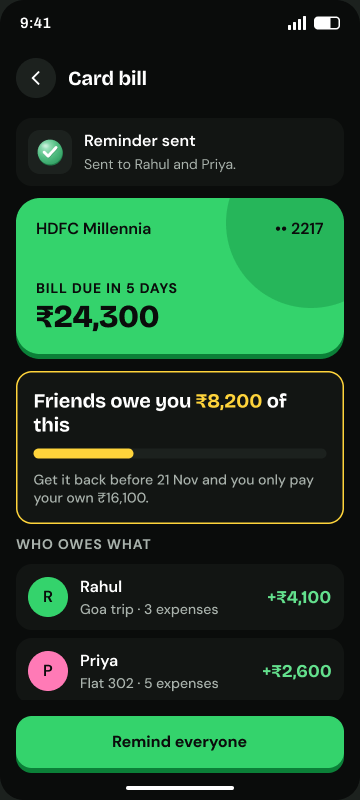 9:41
Card bill
Reminder sent
Sent to Rahul and Priya.
HDFC Millennia
•• 2217
BILL DUE IN 5 DAYS
₹24,300
Friends owe you ₹8,200 of
this
Get it back before 21 Nov and you only pay
your own ₹16,100.
WHO OWES WHAT
R
Rahul
Goa trip · 3 expenses
+₹4,100
P
Priya
Flat 302 · 5 expenses
+₹2,600
Remind everyone